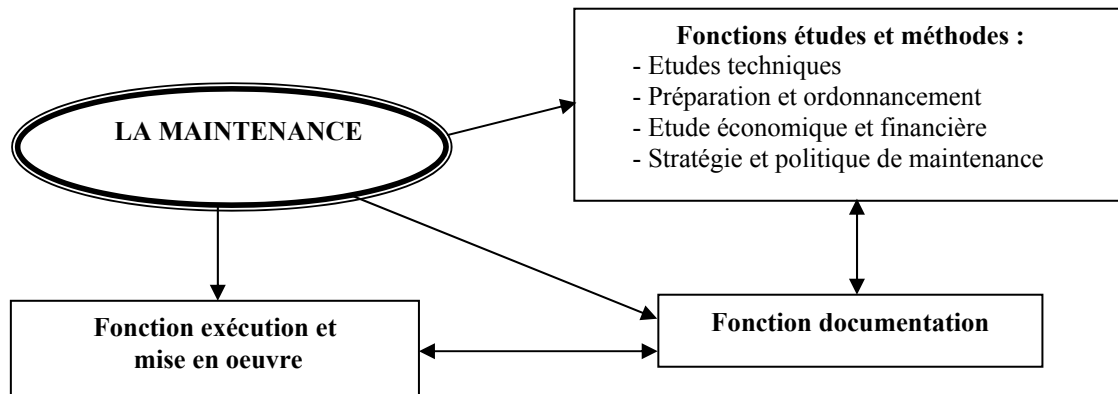 Fonctions études et méthodes :
- Etudes techniques
- Préparation et ordonnancement
- Etude économique et financière
- Stratégie et politique de maintenance
LA MAINTENANCE
Fonction exécution et
mise en oeuvre
Fonction documentation